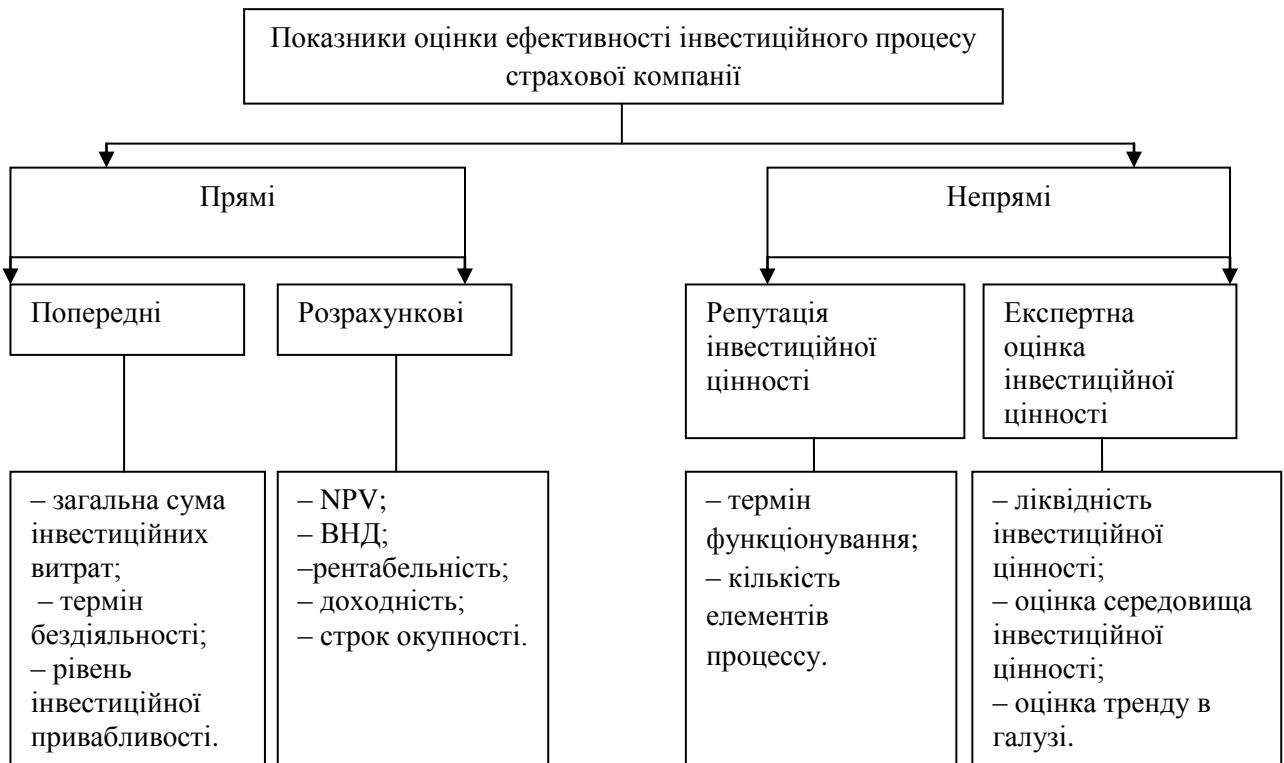 Показники оцінки ефективності інвестиційного процесу
страхової компанії
Прямі
Непрямі
Попередні
Розрахункові
Репутація
інвестиційної
цінності
Експертна
оцінка
інвестиційної
цінності
– загальна сума
інвестиційних
витрат;
– термін
бездіяльності;
– рівень
інвестиційної
привабливості.
– NPV;
– ВНД;
–рентабельність;
– доходність;
– строк окупності.
– термін
функціонування;
– кількість
елементів
процессу.
– ліквідність
інвестиційної
цінності;
– оцінка середовища
інвестиційної
цінності;
– оцінка тренду в
галузі.